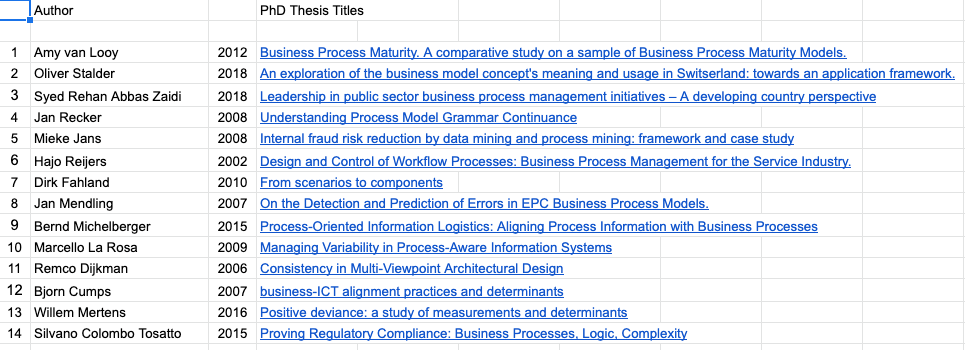 Author PhD Thesis Titles
1 Amy van Looy 2012 Business Process Maturity. A comparative study on a sample of Business Process Maturity Models.
2 Oliver Stalder 2018 An exploration of the business model concept's meaning and usage in Switserland: towards an application framework.
3 Syed Rehan Abbas Zaidi 2018 Leadership in public sector business process management initiatives – A developing country perspective
4 Jan Recker 2008 Understanding Process Model Grammar Continuance
5 Mieke Jans 2008 Internal fraud risk reduction by data mining and process mining: framework and case study
6 Hajo Reijers 2002 Design and Control of Workflow Processes: Business Process Management for the Service Industry.
7 Dirk Fahland 2010 From scenarios to components
8 Jan Mendling 2007 On the Detection and Prediction of Errors in EPC Business Process Models.
9 Bernd Michelberger 2015 Process-Oriented Information Logistics: Aligning Process Information with Business Processes
10 Marcello La Rosa 2009 Managing Variability in Process-Aware Information Systems
11 Remco Dijkman 2006 Consistency in Multi-Viewpoint Architectural Design
12 Bjorn Cumps 2007 business-ICT alignment practices and determinants
13 Willem Mertens 2016 Positive deviance: a study of measurements and determinants
14 Silvano Colombo Tosatto 2015 Proving Regulatory Compliance: Business Processes, Logic, Complexity